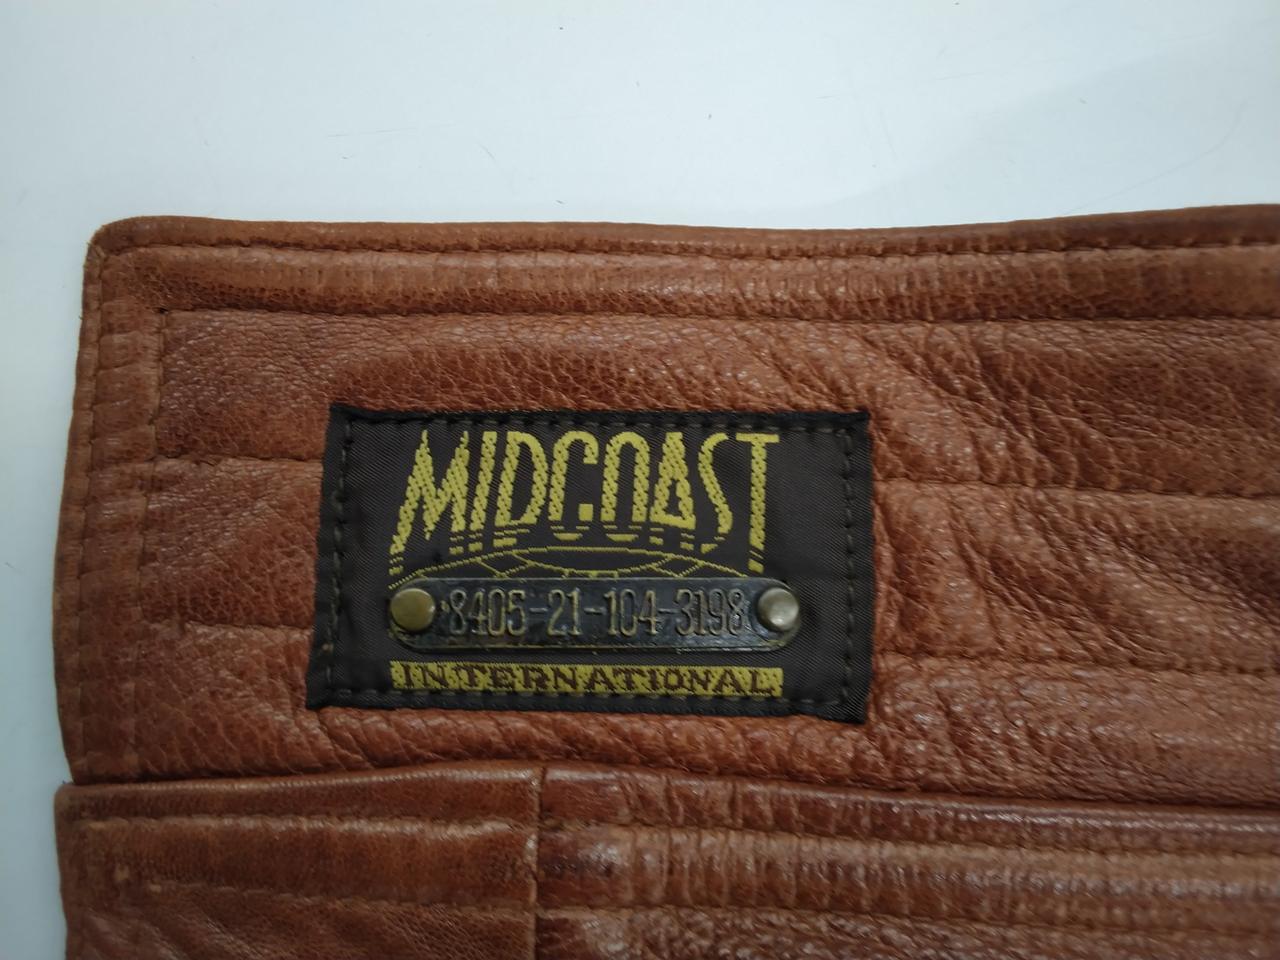 MIDCOAST
8405-21-104-3198
INTERNATIONAL